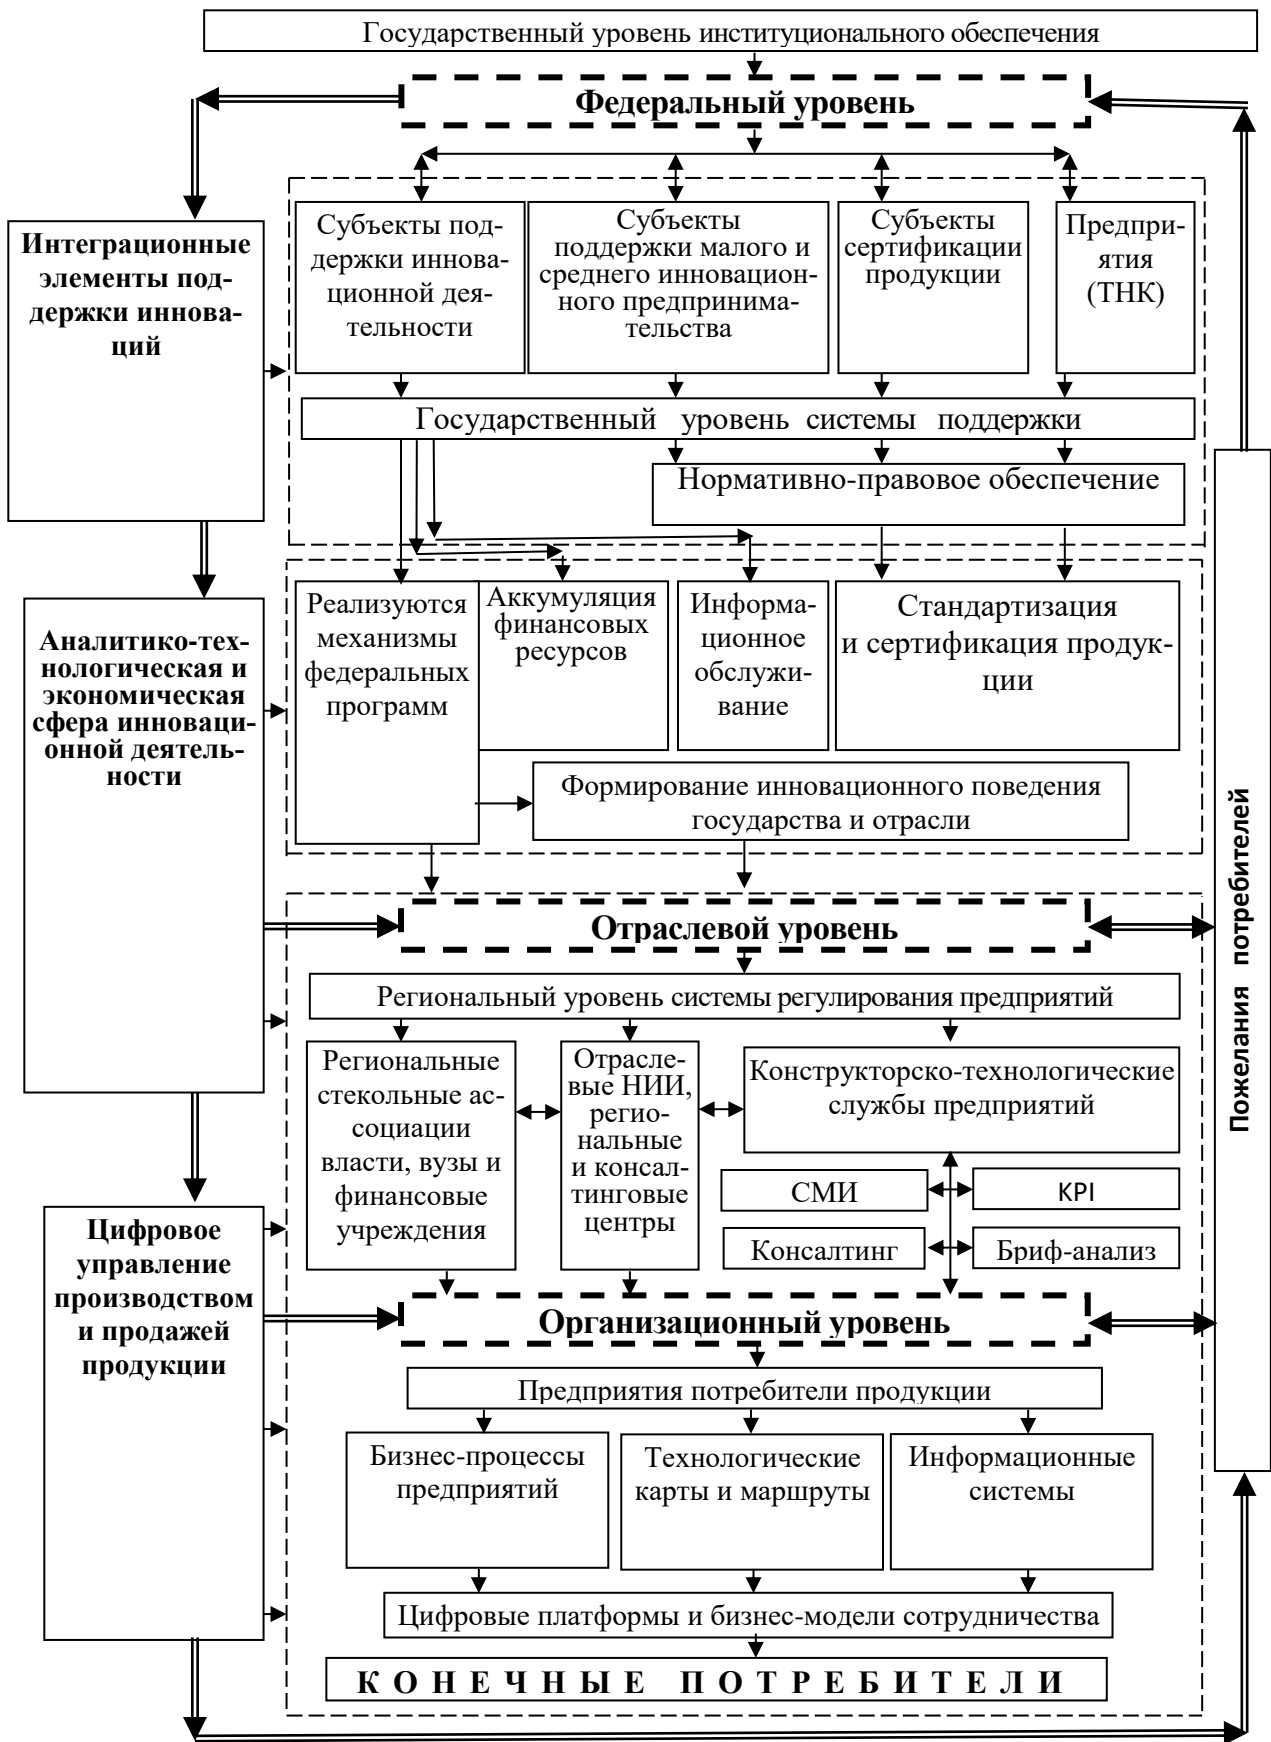 Государственный уровень институционального обеспечения
Федеральный уровень
Интеграционные
элементы под-
держки иннова-
ций
Субъекты под-
держки иннова-
ционной дея-
тельности
Субъекты
поддержки малого и
среднего инновацион-
ного предпринима-
тельства
Субъекты
сертификации
продукции
Предпри-
ятия
(ТНК)
Государственный уровень системы поддержки
Нормативно-правовое обеспечение
Аналитико-тех-
нологическая и
экономическая
сфера инноваци-
онной деятель-
ности
Реализуются
механизмы
федеральных
программ
Аккумуляция
финансовых
ресурсов
Информа-
ционное
обслужи-
вание
Стандартизация
и сертификация продук-
ции
Формирование инновационного поведения
государства и отрасли
Пожелания потребителей
Отраслевой уровень
Региональный уровень системы регулирования предприятий
Региональные
стекольные ас-
социации
власти, вузы и
финансовые
учреждения
Отрасле-
вые НИИ,
регио-
нальные
и консал-
тинговые
центры
Конструкторско-технологические
службы предприятий
СМИ
KPI
Консалтинг
Бриф-анализ
Цифровое
управление
производством
и продажей
продукции
Организационный уровень
Предприятия потребители продукции
Бизнес-процессы
предприятий
Технологические
карты и маршруты
Информационные
системы
Цифровые платформы и бизнес-модели сотрудничества
КОНЕЧНЫЕ ПОТРЕБИТЕЛИ